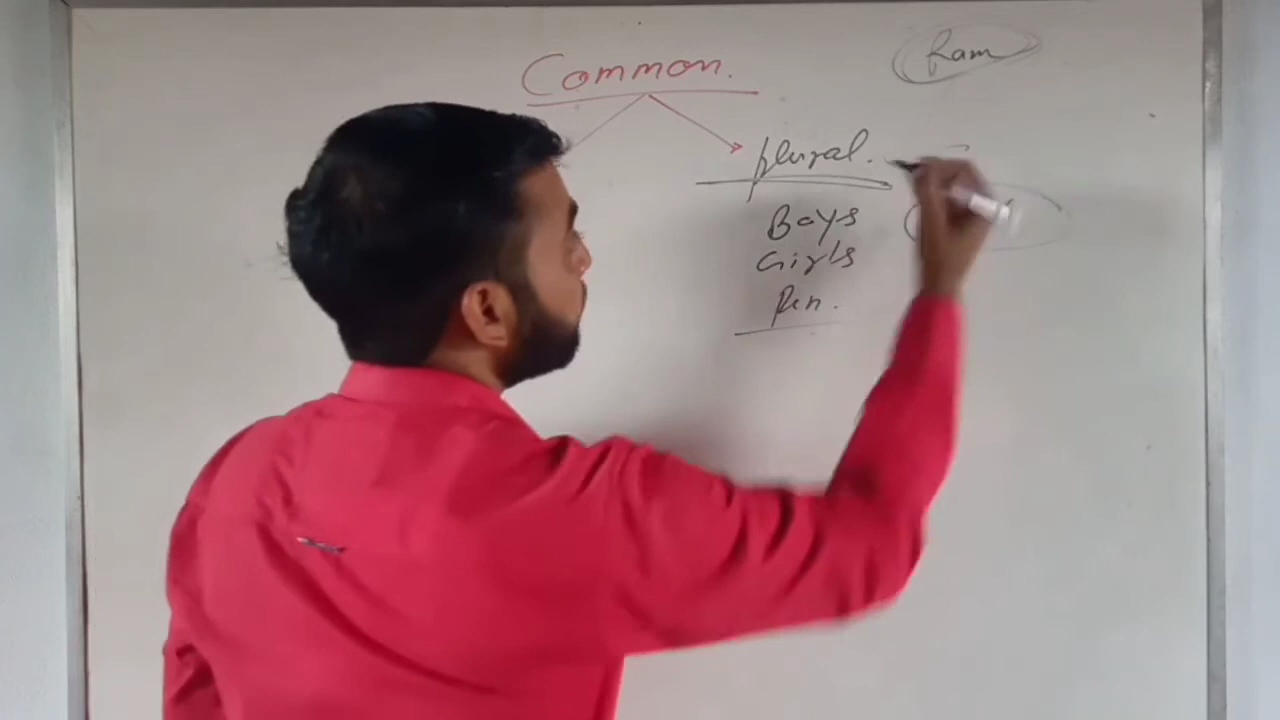 Common.
Ram
plural.
Boys
Girls
Pen.